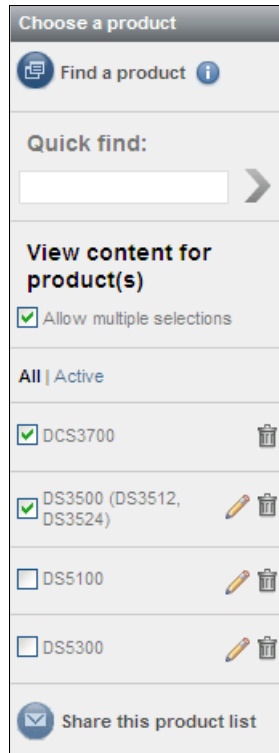 Choose a product
Find a product
Quick find:
View content for
product(s)
Allow multiple selections
All | Active
DCS3700
DS3500 (DS3512,
DS3524)
DS5100
DS5300
Share this product list